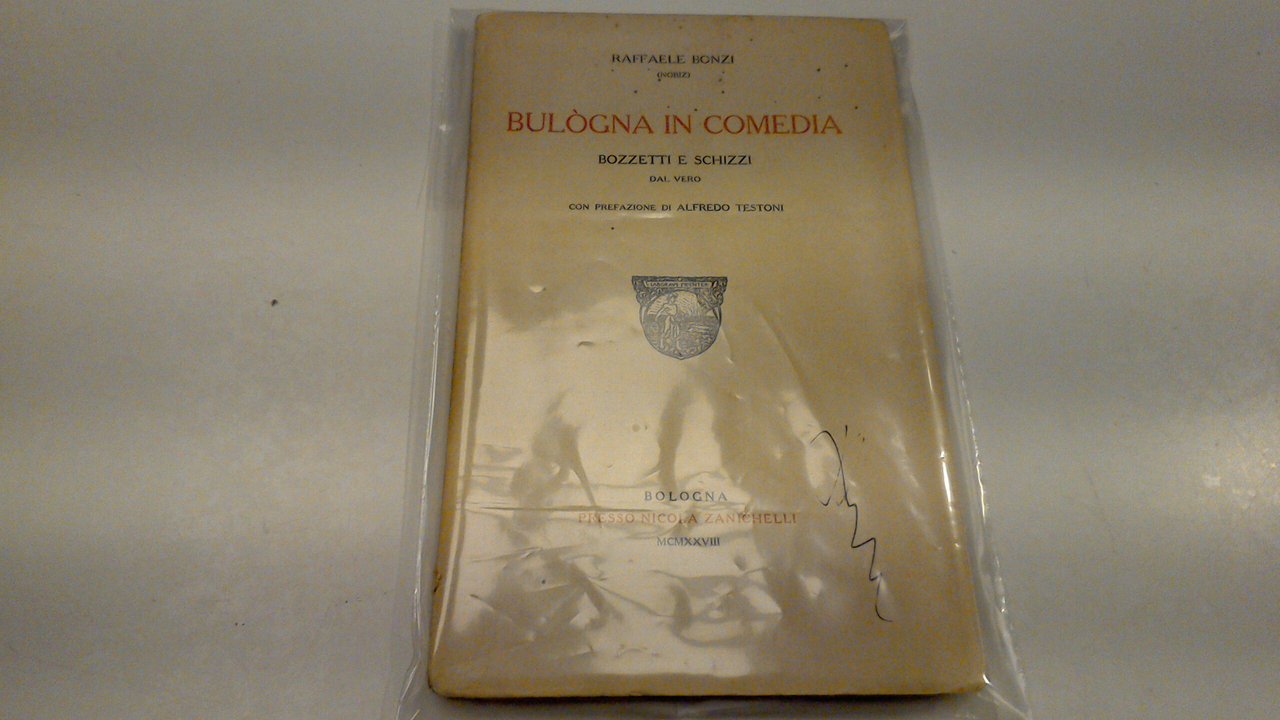 RAFFAELE BONZI
(NOBIZ)
BULÒGNA IN COMEDIA
BOZZETTI E SCHIZZI
DAL VERO
CON PREFAZIONE DI ALFREDO TESTONI
BOLOGNA
PRESSO NICOLA ZANICHELLI
MCMXXVIII